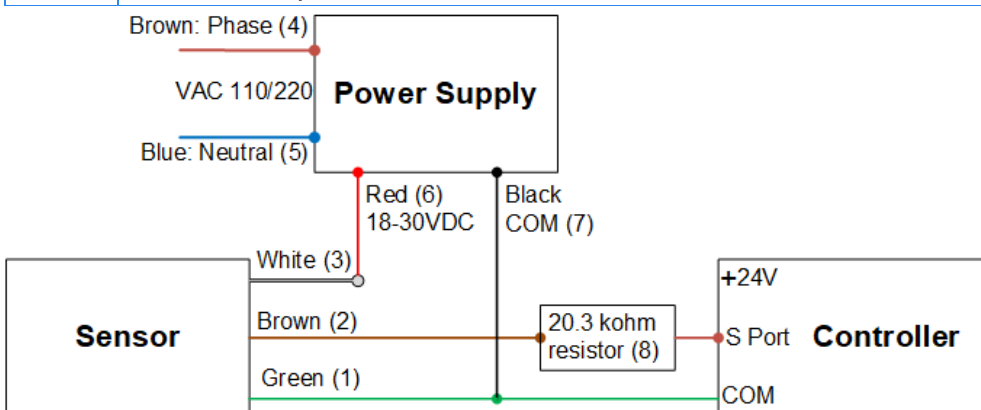 Brown: Phase (4)
VAC 110/220
Power Supply
Blue: Neutral (5)
Red (6)
18-30VDC
Black
COM (7)
White (3)
+24V
Sensor
Brown (2)
20.3 kohm
resistor (8)
S Port
Controller
Green (1)
COM